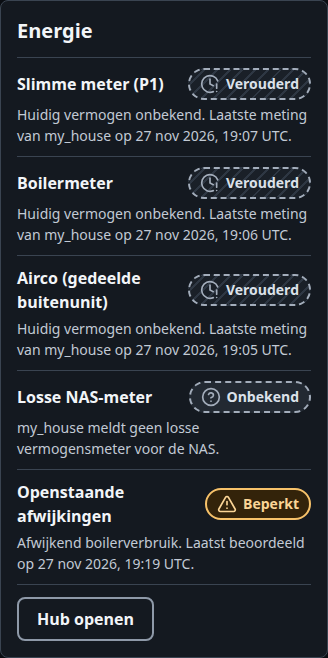 Energie
Slimme meter (P1)
Verouderd
Huidig vermogen onbekend. Laatste meting
van my_house op 27 nov 2026, 19:07 UTC.
Boilermeter
Verouderd
Huidig vermogen onbekend. Laatste meting
van my_house op 27 nov 2026, 19:06 UTC.
Airco (gedeelde
buitenunit)
Verouderd
Huidig vermogen onbekend. Laatste meting
van my_house op 27 nov 2026, 19:05 UTC.
Losse NAS-meter
Onbekend
my_house meldt geen losse
vermogensmeter voor de NAS.
Openstaande
afwijkingen
Beperkt
Afwijkend boilerverbruik. Laatst beoordeeld
op 27 nov 2026, 19:19 UTC.
Hub openen